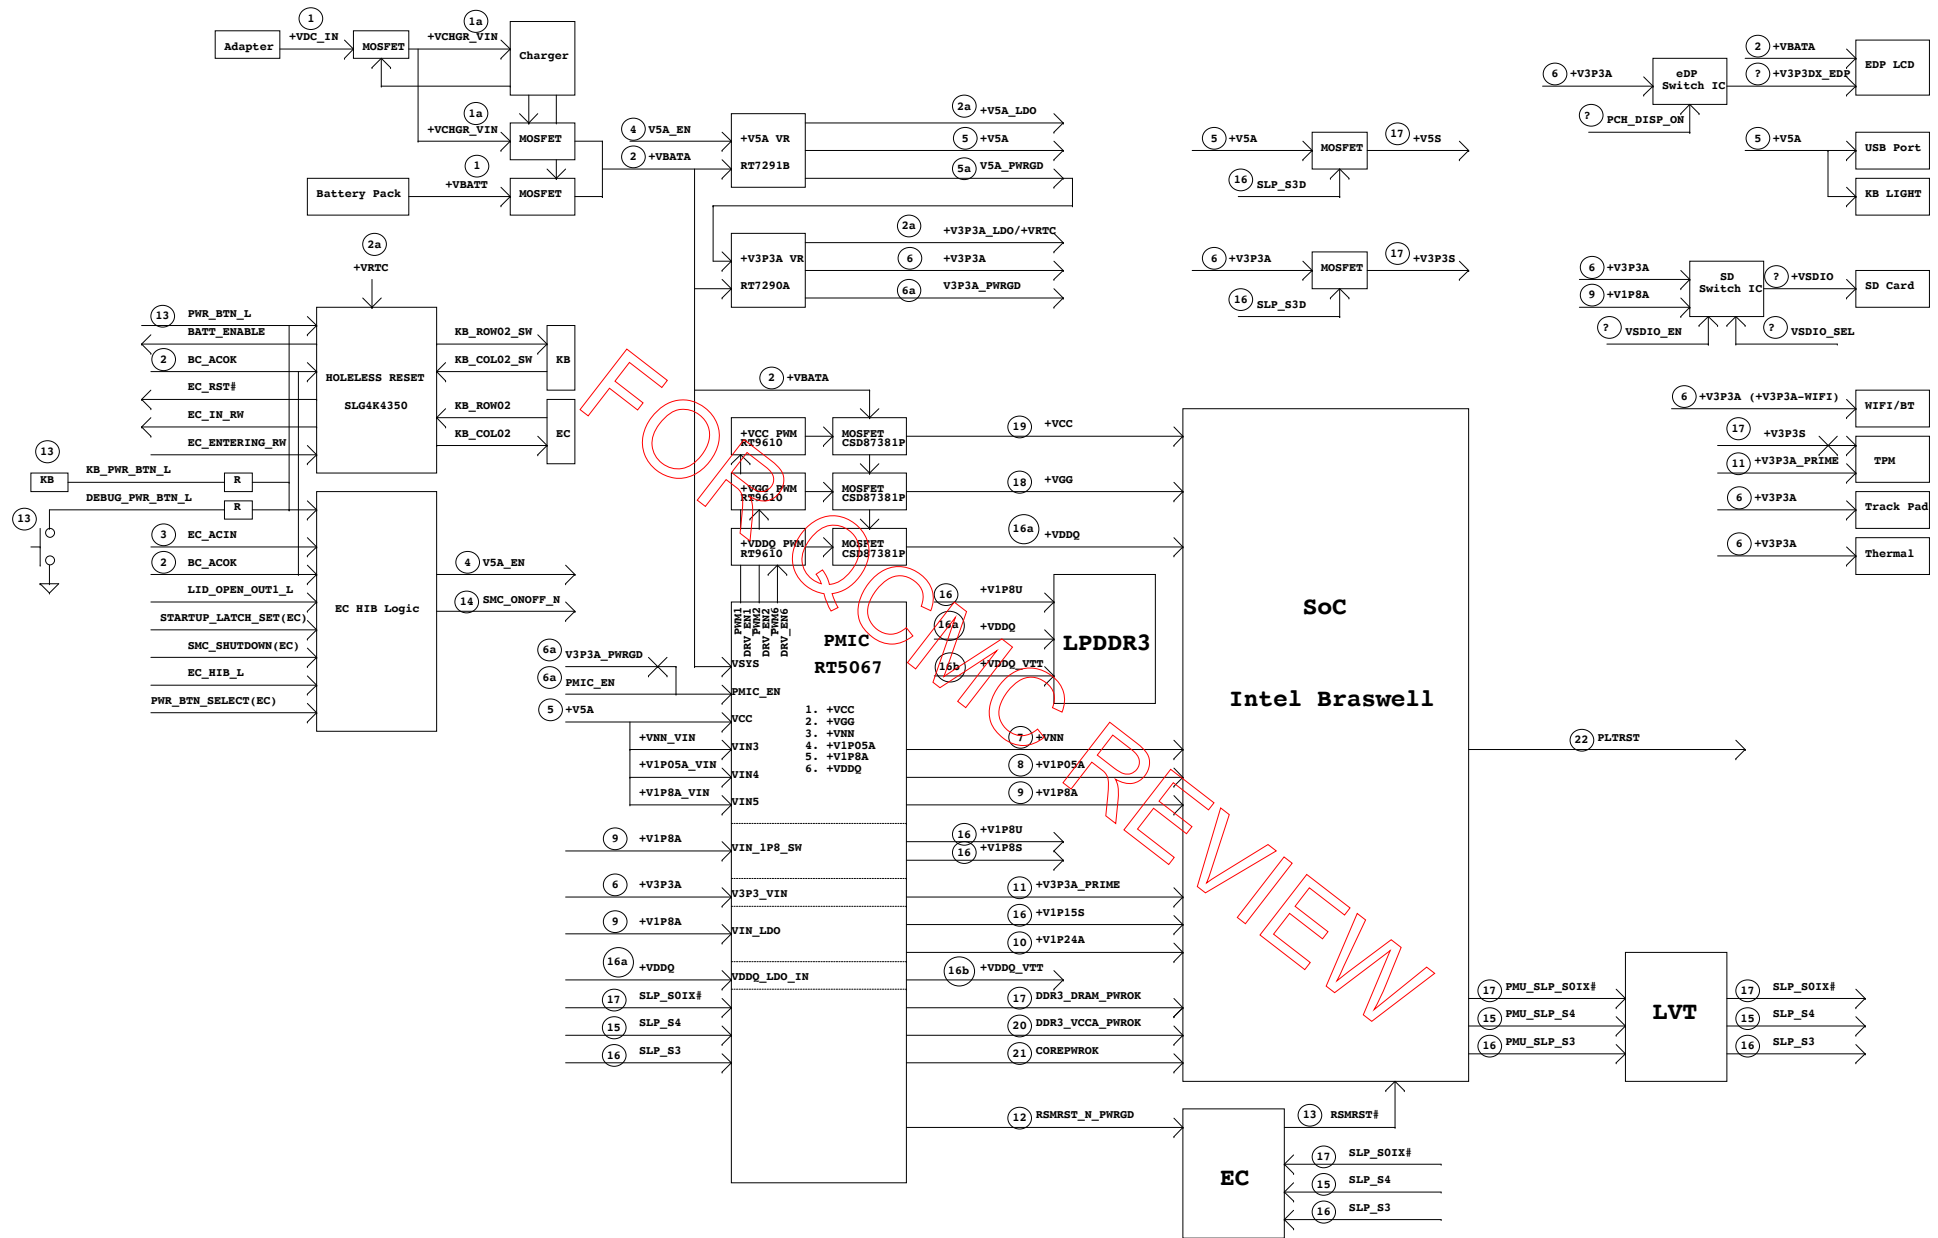 1
+VDC_IN
Adapter
MOSFET
1a
+VCHGR_VIN
Charger
1a
+VCHGR_VIN
MOSFET
1
+VBATT
Battery Pack
MOSFET
4 V5A_EN
2 +VBATA
+V5A VR
RT7291B
2a +V5A_LDO
5 +V5A
5a V5A_PWRGD
+V3P3A VR
RT7290A
2a +V3P3A_LDO/+VRTC
6 +V3P3A
6a V3P3A_PWRGD
5 +V5A
MOSFET
17 +V5S
16 SLP_S3D
6 +V3P3A
MOSFET
17 +V3P3S
16 SLP_S3D
6 +V3P3A
eDP
Switch IC
? PCH_DISP_ON
2 +VBATA
? +V3P3DX_EDP
EDP LCD
5 +V5A
USB Port
KB LIGHT
6 +V3P3A
9 +V1P8A
SD
Switch IC
? +VSDIO
SD Card
? VSDIO_EN
? VSDIO_SEL
6 +V3P3A (+V3P3A-WIFI)
WIFI/BT
17 +V3P3S
11 +V3P3A_PRIME
TPM
6 +V3P3A
Track Pad
6 +V3P3A
Thermal
2a
+VRTC
13 PWR_BTN_L
BATT_ENABLE
2 BC_ACOK
EC_RST#
EC_IN_RW
EC_ENTERING_RW
HOLELESS RESET
SLG4K4350
KB_ROW02_SW
KB_COL02_SW
KB
KB_ROW02
KB_COL02
EC
13
KB
KB_PWR_BTN_L
R
13
DEBUG_PWR_BTN_L
R
3 EC_ACIN
2 BC_ACOK
LID_OPEN_OUT1_L
STARTUP_LATCH_SET(EC)
SMC_SHUTDOWN(EC)
EC_HIB_L
PWR_BTN_SELECT(EC)
EC HIB Logic
4 V5A_EN
14 SMC_ONOFF_N
2 +VBATA
+VCC PWM
RT9610
MOSFET
CSD87381P
19 +VCC
+VGG PWM
RT9610
MOSFET
CSD87381P
18 +VGG
+VDDQ PWM
RT9610
MOSFET
CSD87381P
16a +VDDQ
PWM1
DRV_EN1
PWM2
DRV_EN2
PWM6
DRV_EN6
PMIC
RT5067
1. +VCC
2. +VGG
3. +VNN
4. +V1P05A
5. +V1P8A
6. +VDDQ
6a V3P3A_PWRGD
VSYS
6a PMIC_EN
PMIC_EN
5 +V5A
VCC
+VNN_VIN
VIN3
+V1P05A_VIN
VIN4
+V1P8A_VIN
VIN5
9 +V1P8A
VIN_1P8_SW
6 +V3P3A
V3P3_VIN
9 +V1P8A
VIN_LDO
16a +VDDQ
VDDQ_LDO_IN
17 SLP_S0IX#
15 SLP_S4
16 SLP_S3
16 +V1P8U
16a +VDDQ
16b +VDDQ_VTT
LPDDR3
7 +VNN
8 +V1P05A
9 +V1P8A
16 +V1P8U
16 +V1P8S
11 +V3P3A_PRIME
16 +V1P15S
10 +V1P24A
16b +VDDQ_VTT
17 DDR3_DRAM_PWROK
20 DDR3_VCCA_PWROK
21 COREPWROK
12 RSMRST_N_PWRGD
SoC
Intel Braswell
22 PLTRST
17 PMU_SLP_S0IX#
15 PMU_SLP_S4
16 PMU_SLP_S3
LVT
17 SLP_S0IX#
15 SLP_S4
16 SLP_S3
13 RSMRST#
EC
17 SLP_S0IX#
15 SLP_S4
16 SLP_S3
FOR QCMC REVIEW